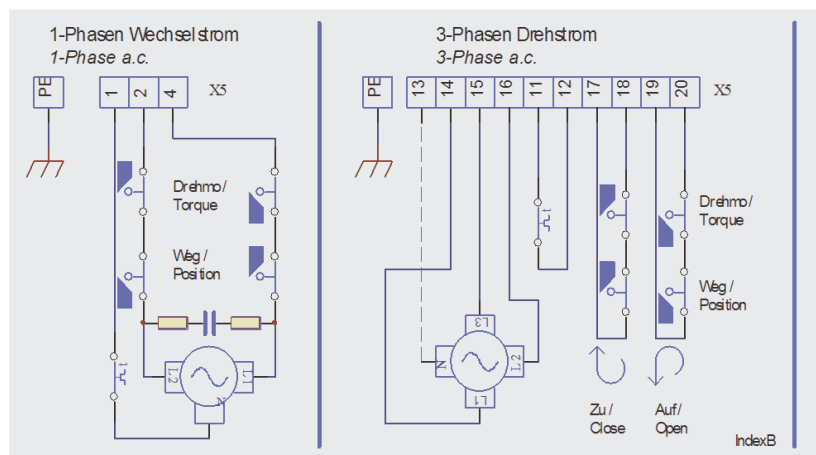 1-Phasen Wechselstrom
1-Phase a.c.
PE
1
2
4
X5
Drehmo/
Torque
Weg/
Position
t
L2
L1
N
3-Phasen Drehstrom
3-Phase a.c.
PE
13
14
15
16
11
12
17
18
19
20
X5
t
Drehmo/
Torque
Weg/
Position
L3
N
L2
L1
Zu/
Close
Auf/
Open
IndexB